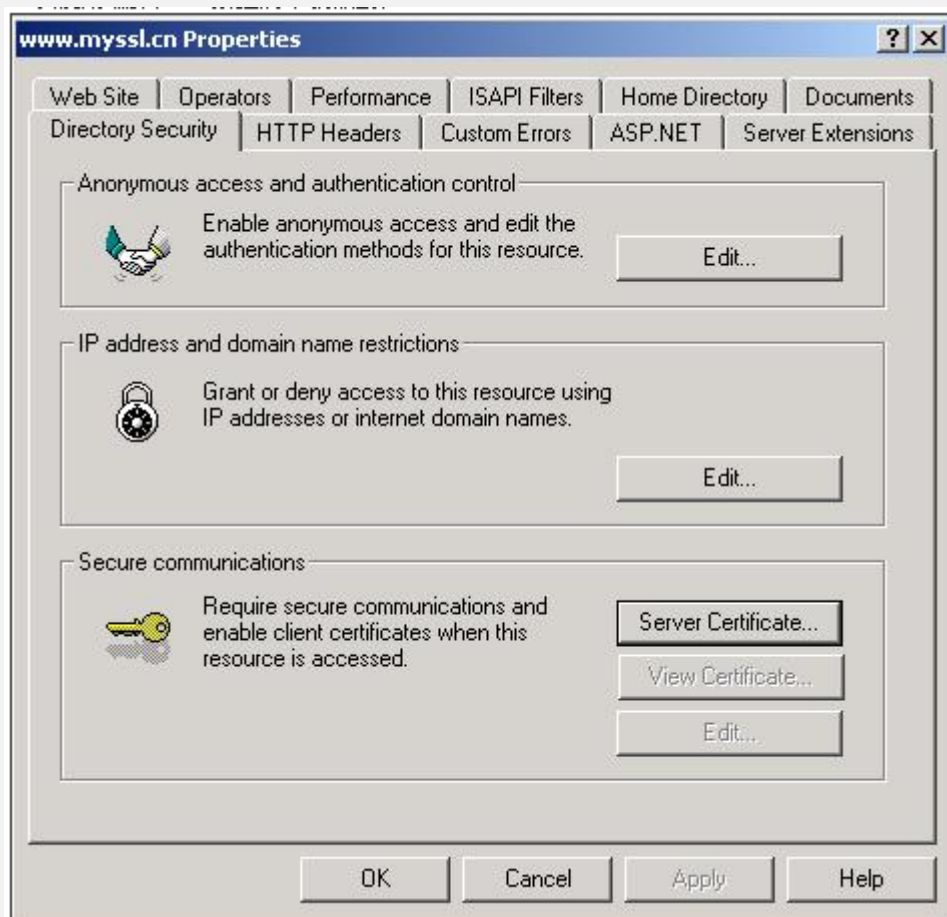 www.myssl.cn Properties
? X
Web Site Operators Performance ISAPI Filters Home Directory Documents
Directory Security HTTP Headers Custom Errors ASP.NET Server Extensions
Anonymous access and authentication control
Enable anonymous access and edit the
authentication methods for this resource.
Edit...
IP address and domain name restrictions
Grant or deny access to this resource using
IP addresses or internet domain names.
Edit...
Secure communications
Require secure communications and
enable client certificates when this
resource is accessed.
Server Certificate...
View Certificate...
Edit...
OK Cancel Apply Help